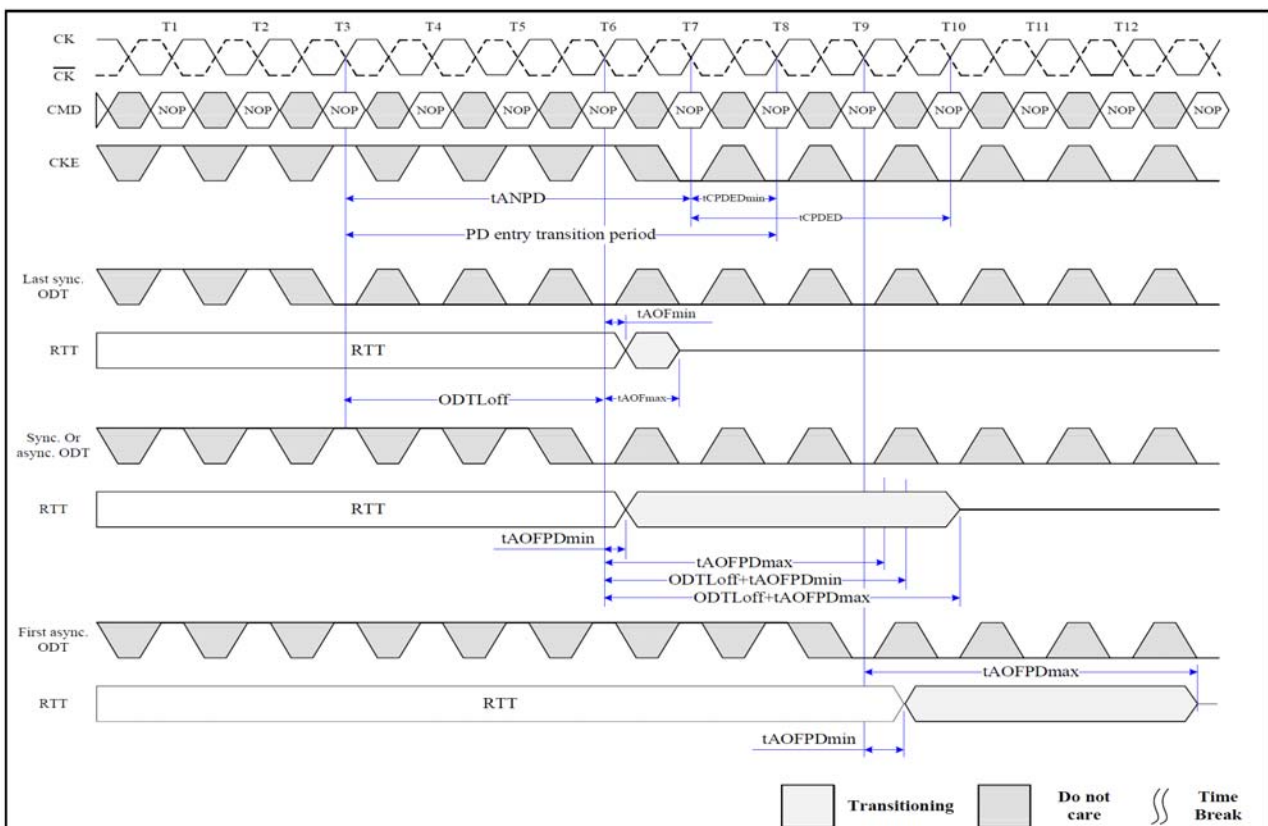 T1 T2 T3 T4 T5 T6 T7 T8 T9 T10 T11 T12
CK
CK
CMD NOP NOP NOP NOP NOP NOP NOP NOP NOP NOP NOP NOP NOP
CKE
tANPD tCPDEDmin
tCPDED
PD entry transition period
Last sync.
ODT
tAOFmin
RTT RTT
ODTLoff tAOFmax
Sync. Or
async. ODT
RTT RTT
tAOFPDmin
tAOFPDmax
ODTLoff+tAOFPDmin
ODTLoff+tAOFPDmax
First async.
ODT
tAOFPDmax
RTT RTT
tAOFPDmin
Transitioning
Do not
care
Time
Break